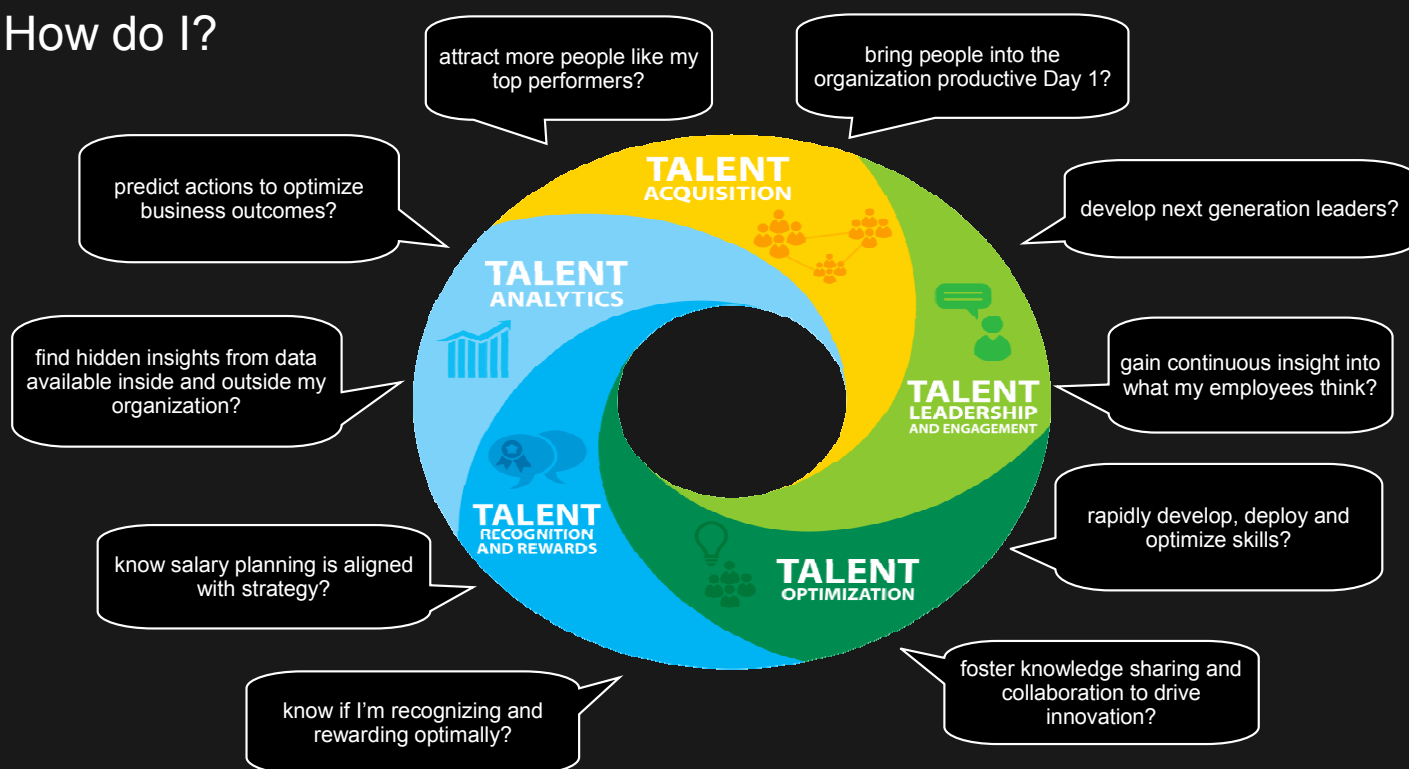 How do I?
attract more people like my
top performers?
bring people into the
organization productive Day 1?
predict actions to optimize
business outcomes?
develop next generation leaders?
find hidden insights from data
available inside and outside my
organization?
gain continuous insight into
what my employees think?
know salary planning is aligned
with strategy?
rapidly develop, deploy and
optimize skills?
know if I’m recognizing and
rewarding optimally?
foster knowledge sharing and
collaboration to drive
innovation?
TALENT
ACQUISITION
TALENT
ANALYTICS
TALENT
LEADERSHIP
AND ENGAGEMENT
TALENT
RECOGNITION
AND REWARDS
TALENT
OPTIMIZATION